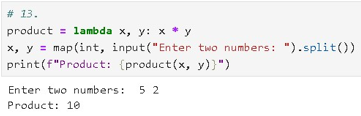 # 13.
product = lambda x, y: x * y
x, y = map(int, input("Enter two numbers: ").split())
print(f"Product: {product(x, y)}")
Enter two numbers:  5 2
Product: 10